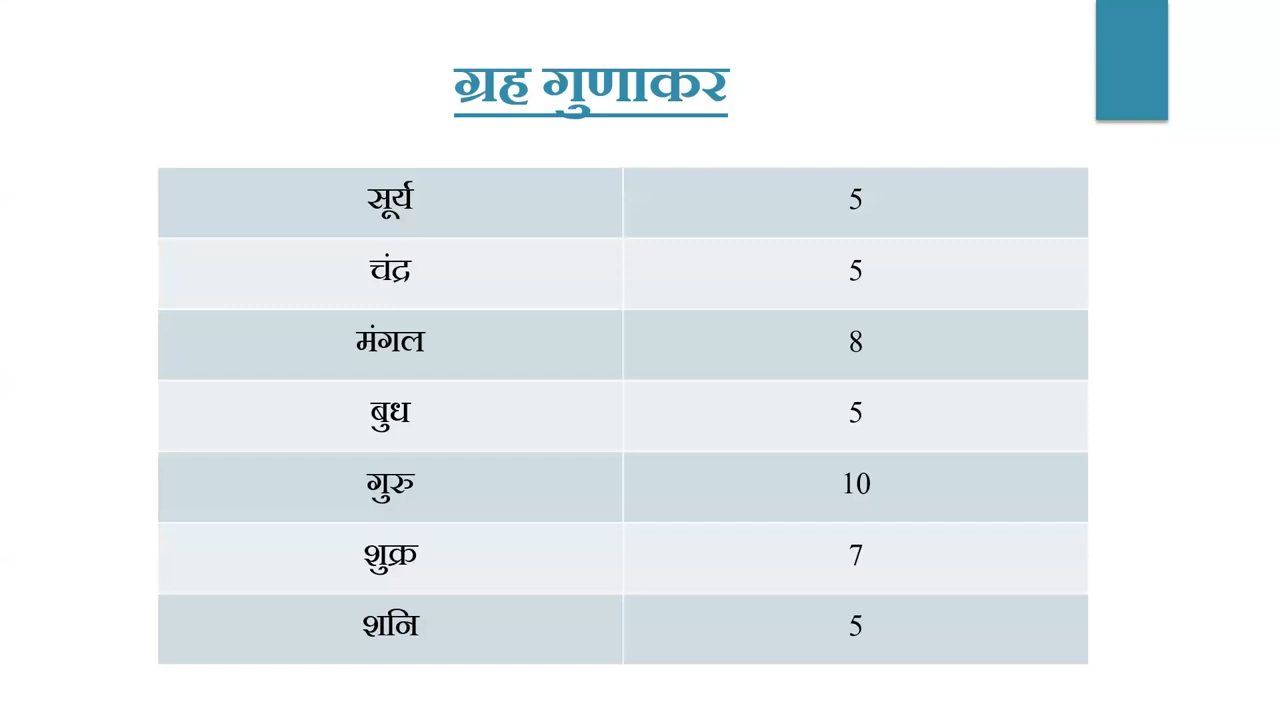 ग्रह गुणाकर
सूर्य 5
चंद्र 5
मंगल 8
बुध 5
गुरु 10
शुक्र 7
शनि 5